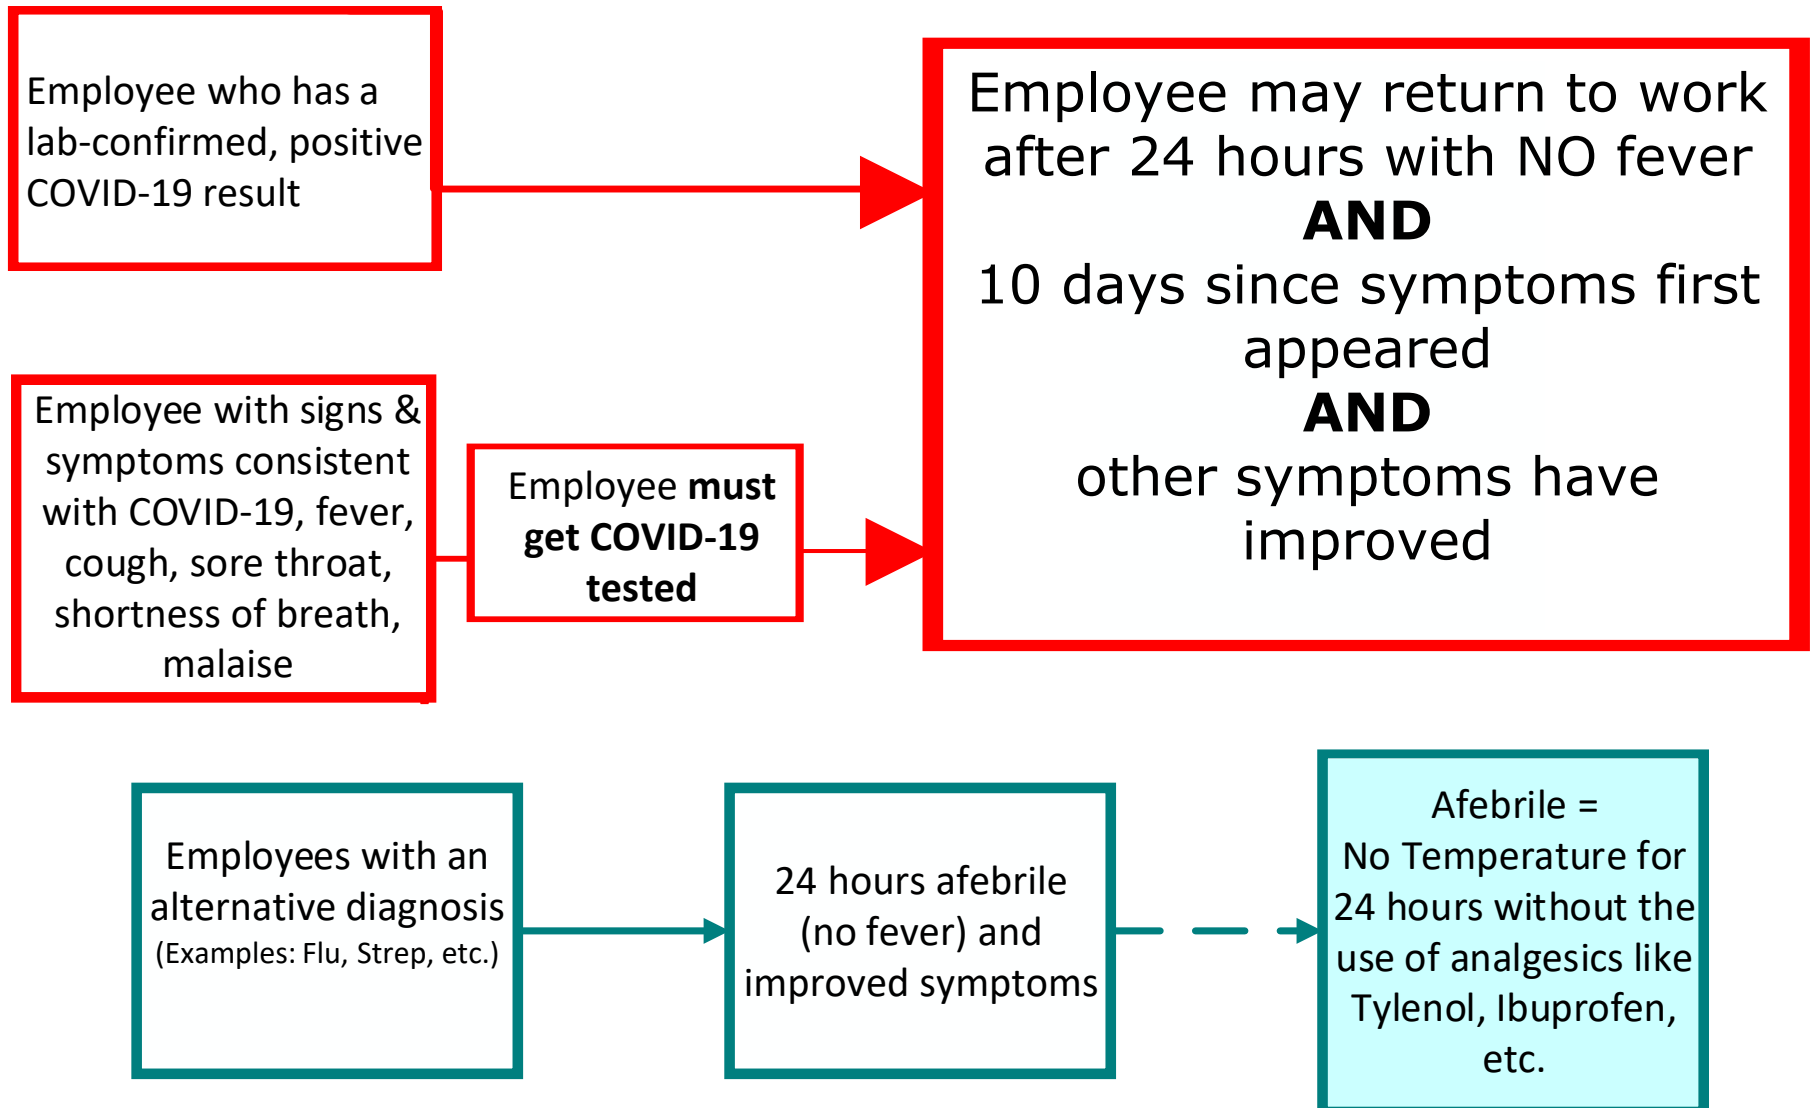 Employee who has a
lab-confirmed, positive
COVID-19 result
Employee may return to work
after 24 hours with NO fever
AND
10 days since symptoms first
appeared
AND
other symptoms have
improved
Employee with signs &
symptoms consistent
with COVID-19, fever,
cough, sore throat,
shortness of breath,
malaise
Employee must
get COVID-19
tested
Employees with an
alternative diagnosis
(Examples: Flu, Strep, etc.)
24 hours afebrile
(no fever) and
improved symptoms
Afebrile =
No Temperature for
24 hours without the
use of analgesics like
Tylenol, Ibuprofen,
etc.